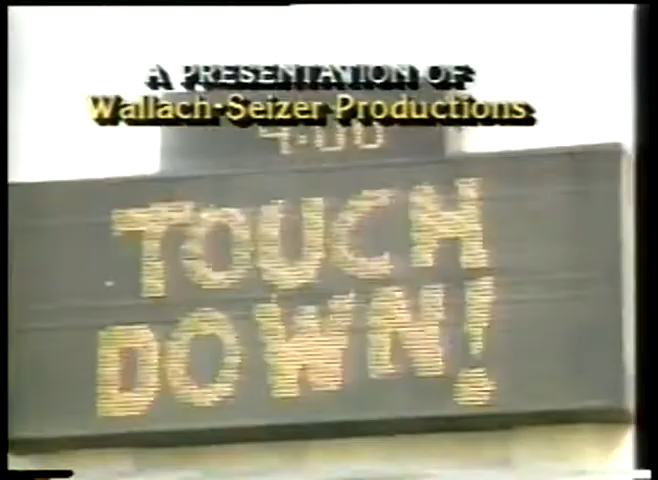 A PRESENTATION OF
Wallach-Seizer Productions
4:00
TOUCH
DOWN!